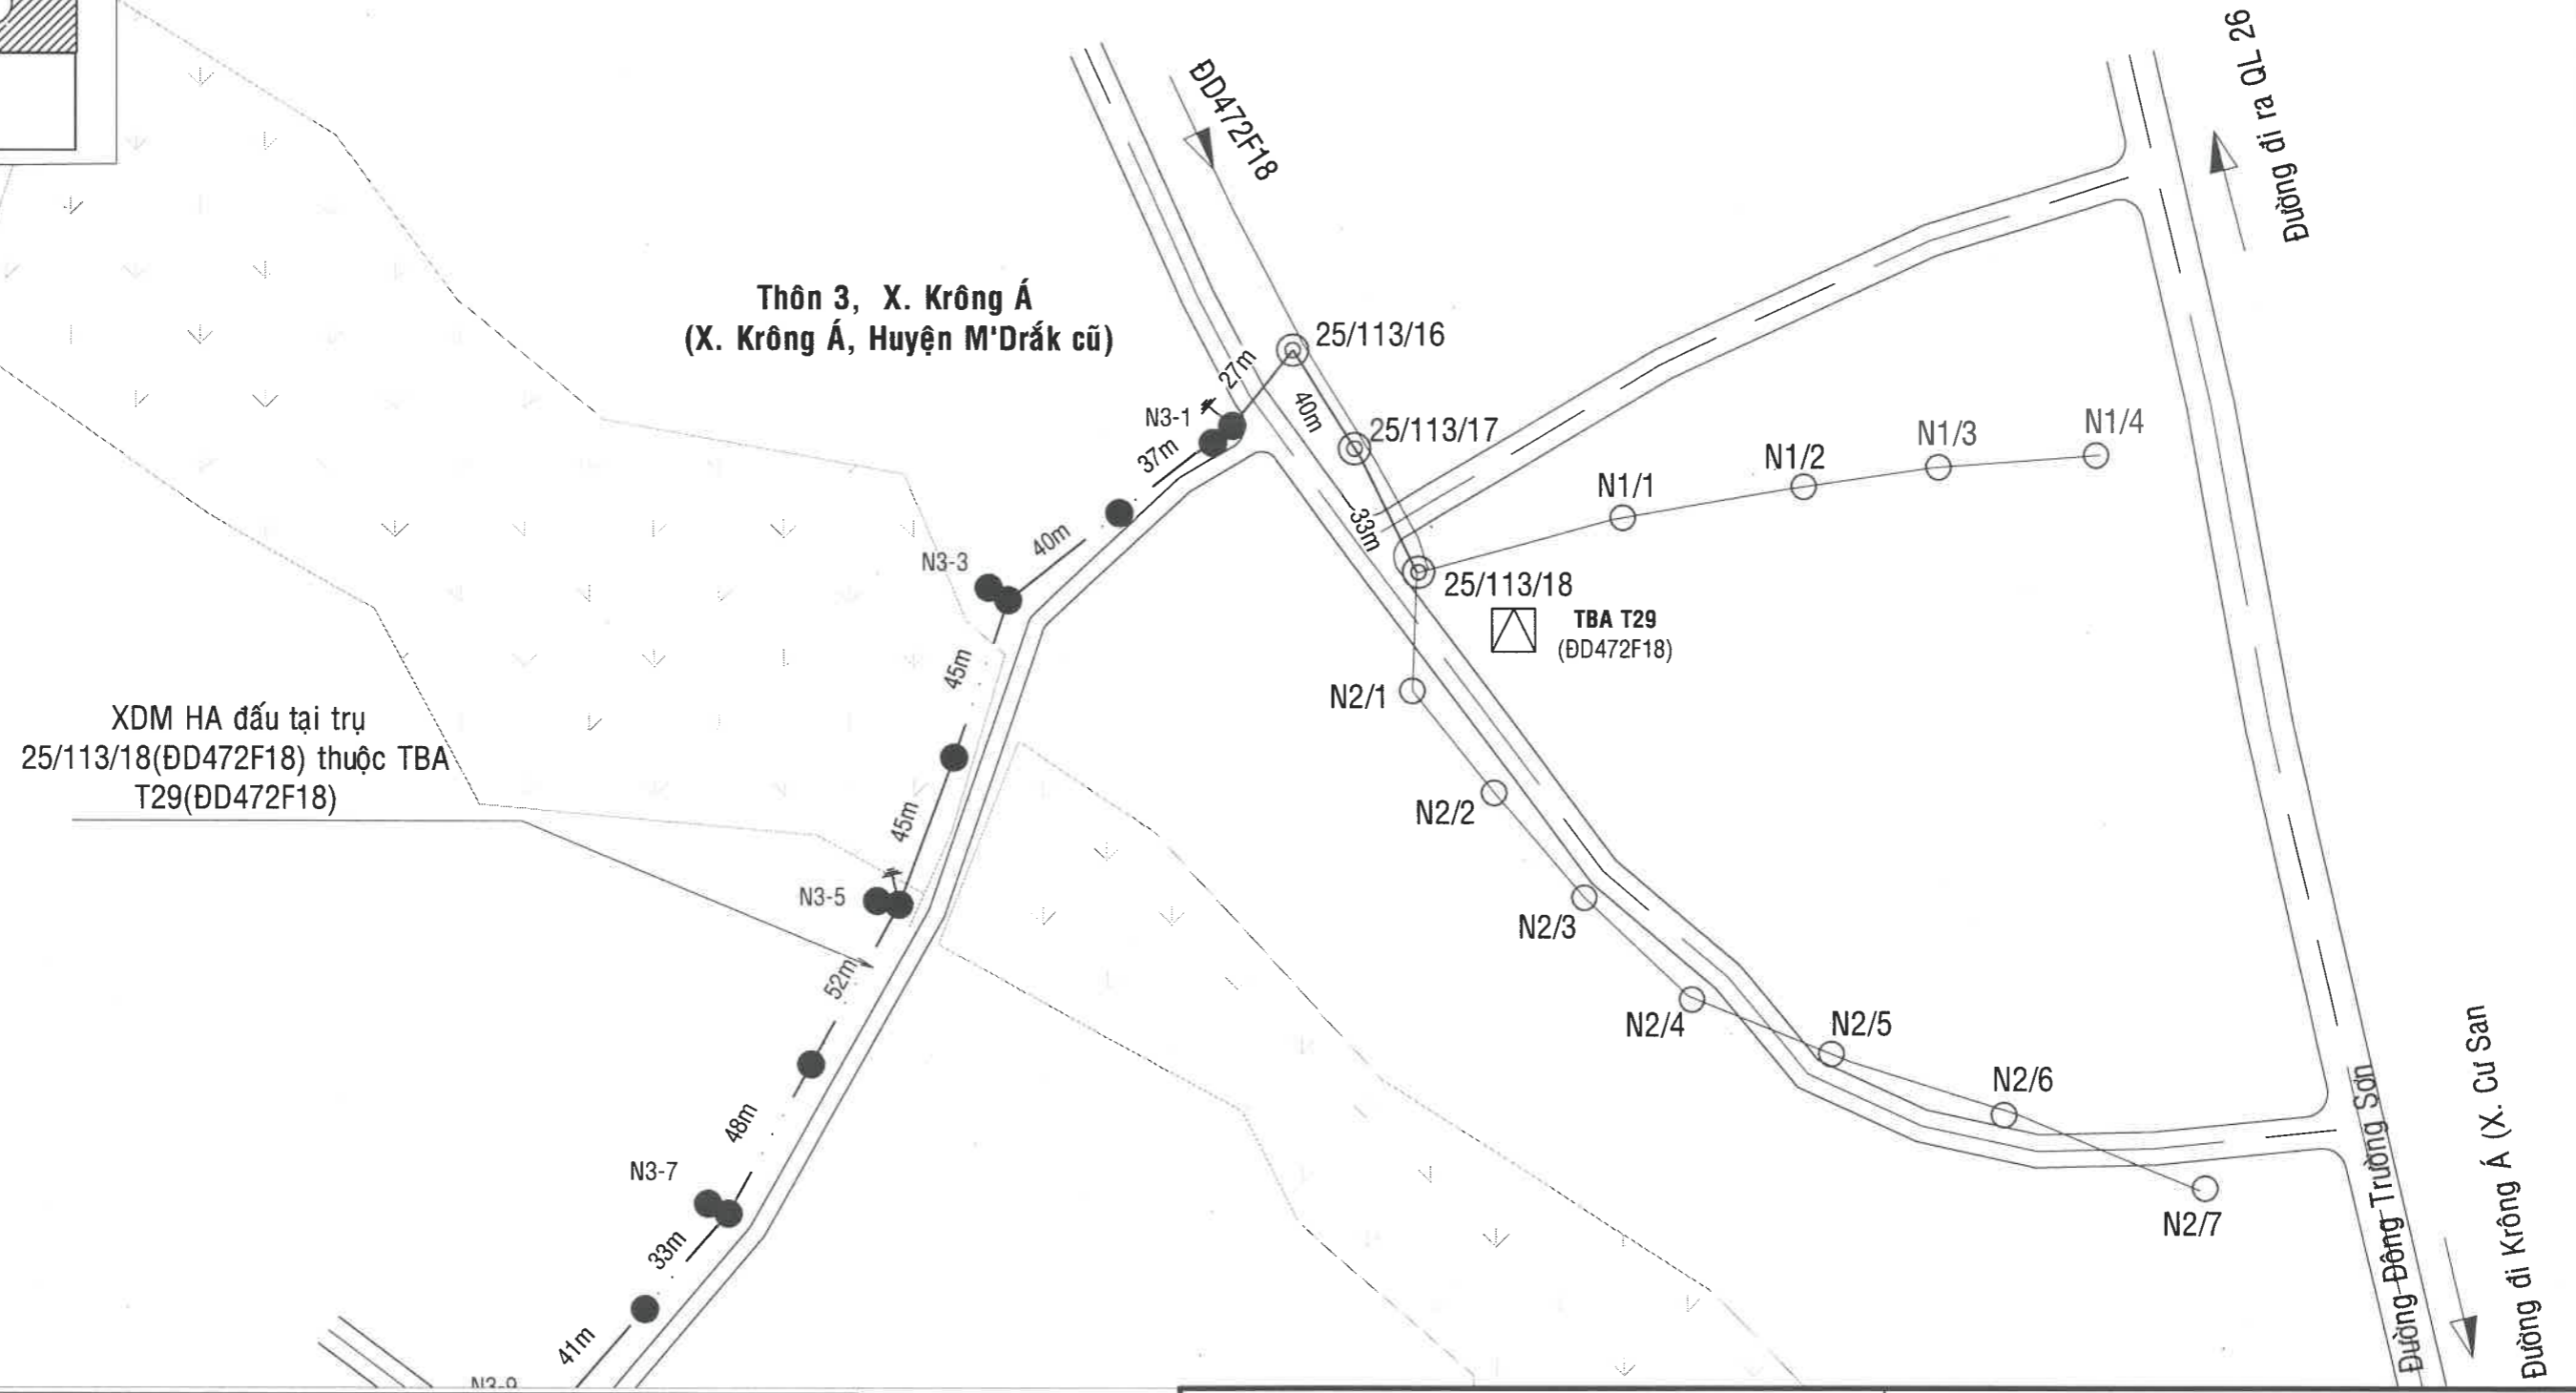 Đường đi ra QL 26
ĐD472F18
Thôn 3, X. Krông Á
(X. Krông Á, Huyện M'Drắk cũ)
25/113/16
27m
N3-1
40m
25/113/17
37m
N1/1
N1/2
N1/3
N1/4
33m
40m
N3-3
25/113/18
TBA T29
(ĐD472F18)
45m
N2/1
XDM HA đấu tại trụ
25/113/18(ĐD472F18) thuộc TBA
T29(ĐD472F18)
45m
N2/2
N3-5
N2/3
52m
N2/4
N2/5
N2/6
48m
N3-7
N2/7
33m
41m
N3-9
Đường Đông Trường Sơn
Đường đi Krông Á (X. Cư San